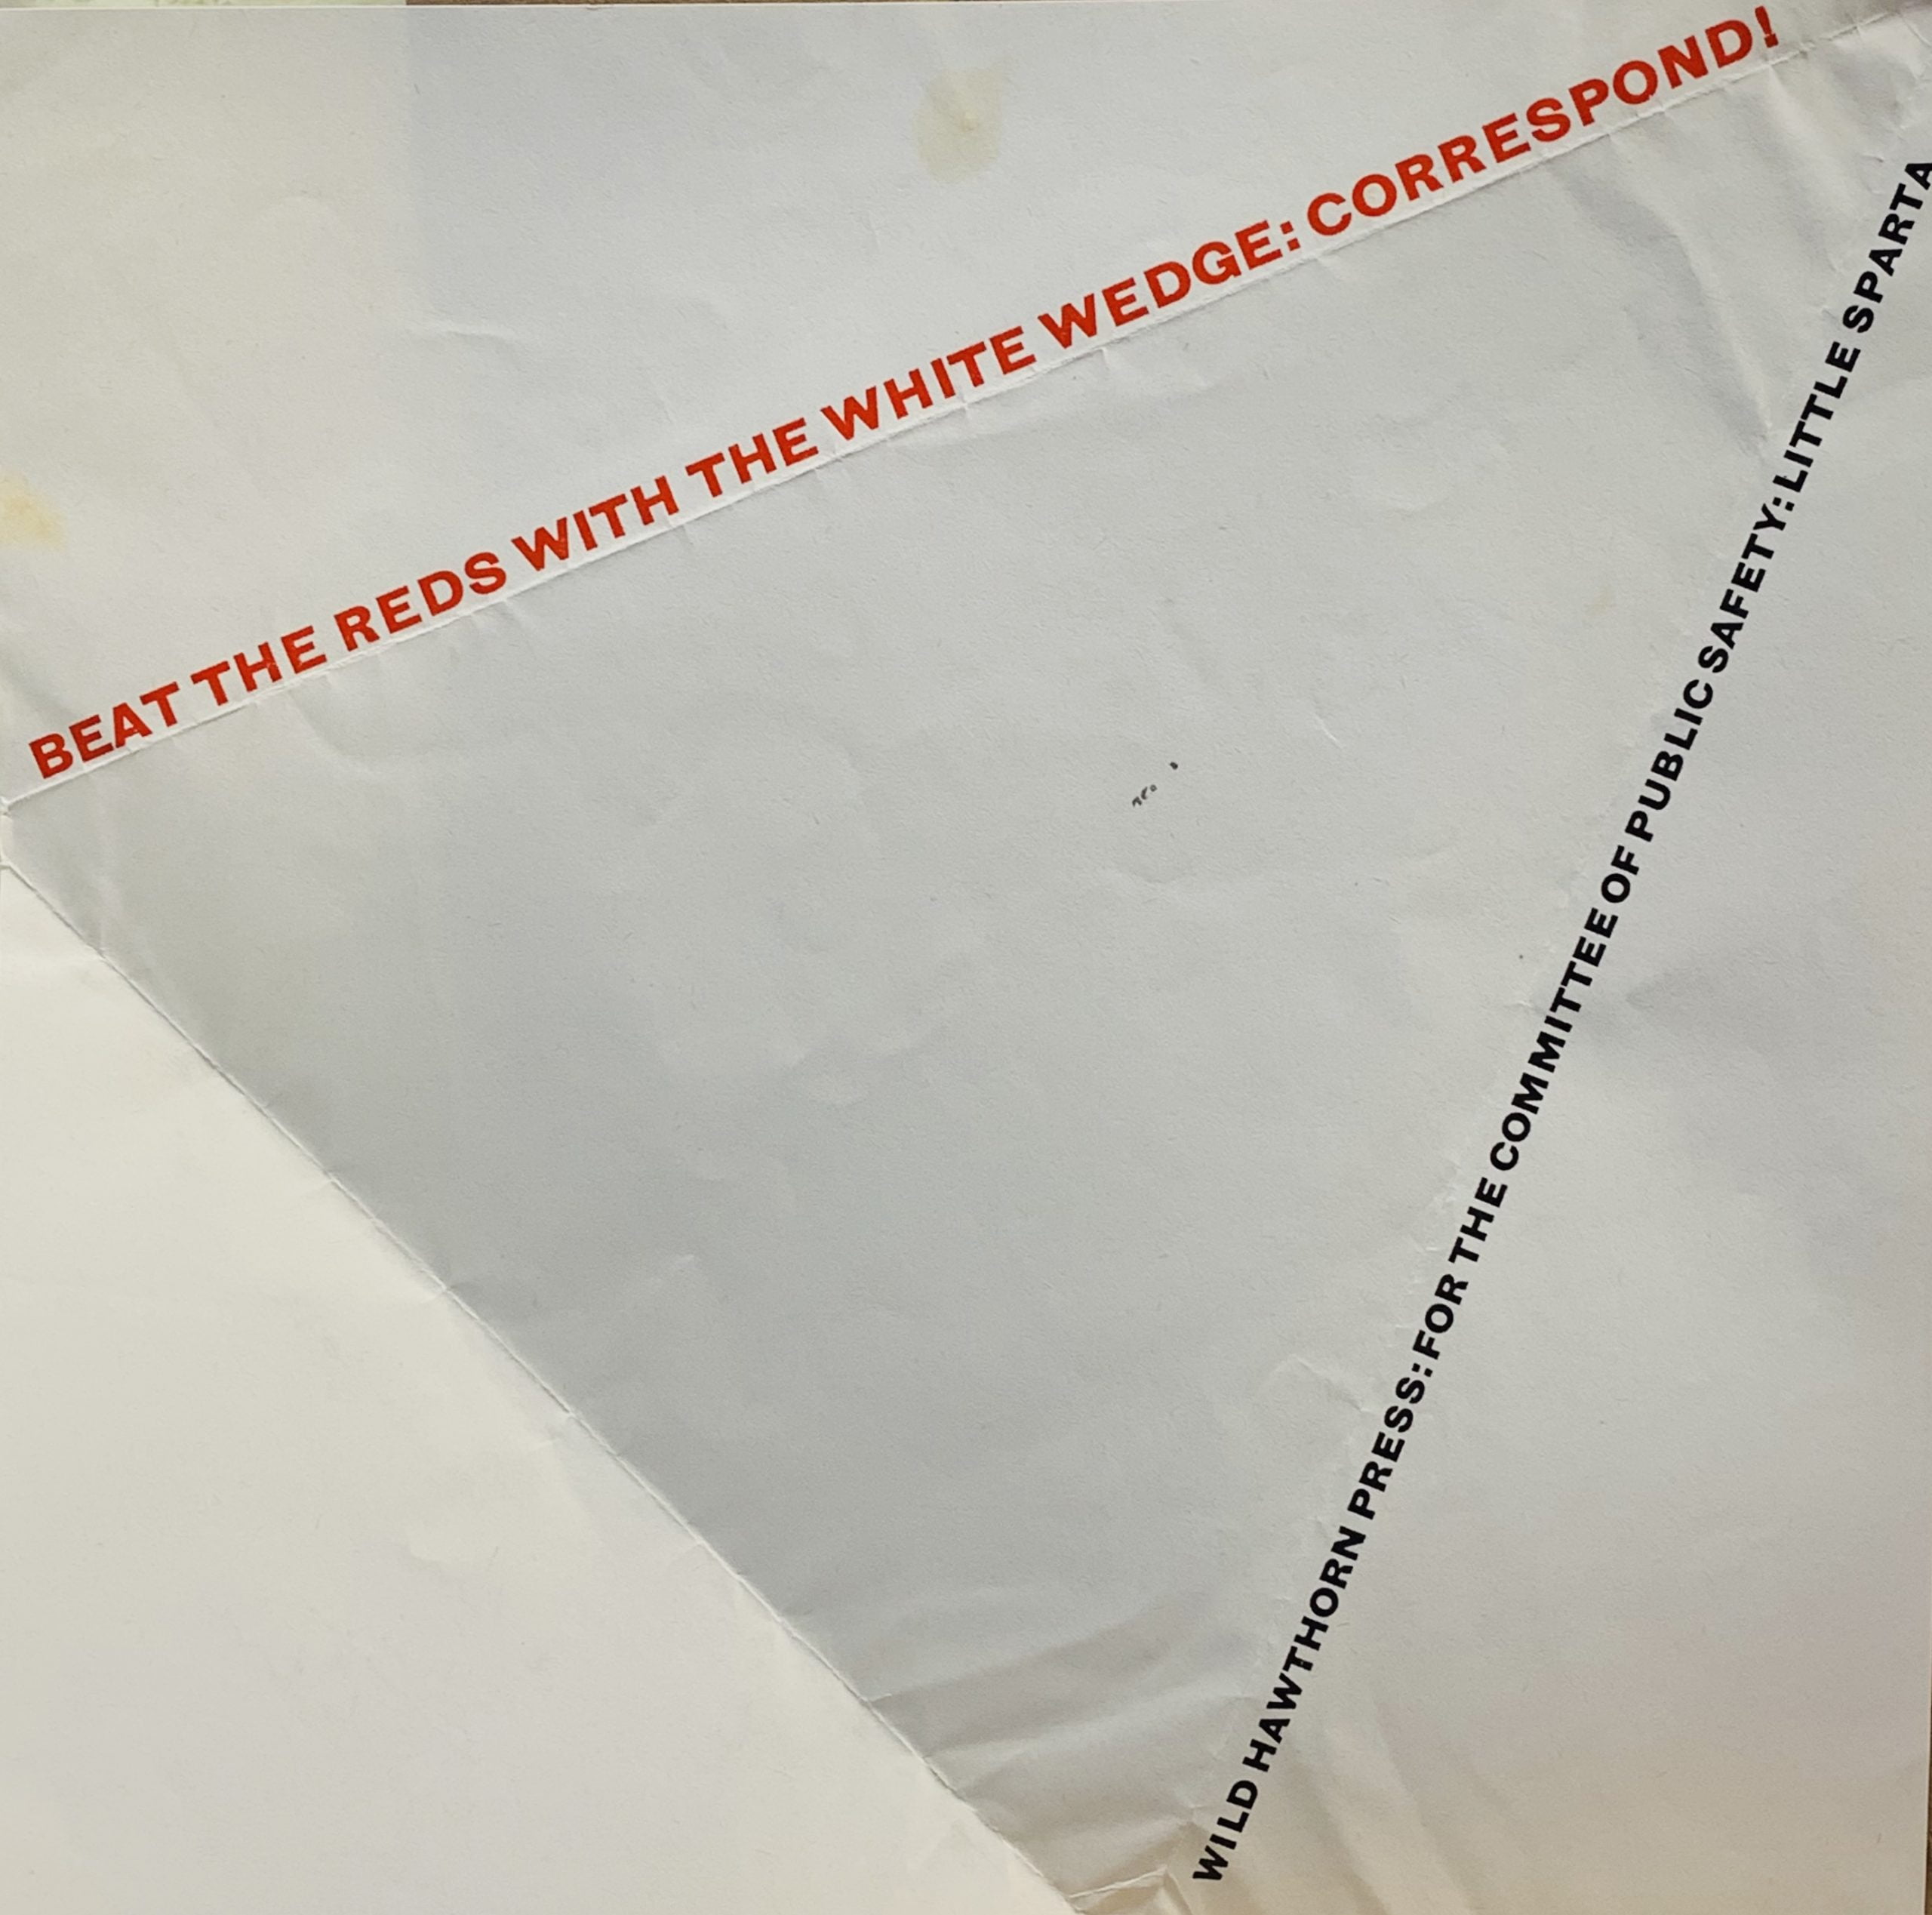 BEAT THE REDS WITH THE WHITE WEDGE: CORRESPOND!
WILD HAWTHORN PRESS: FOR THE COMMITTEE OF PUBLIC SAFETY: LITTLE SPARTA